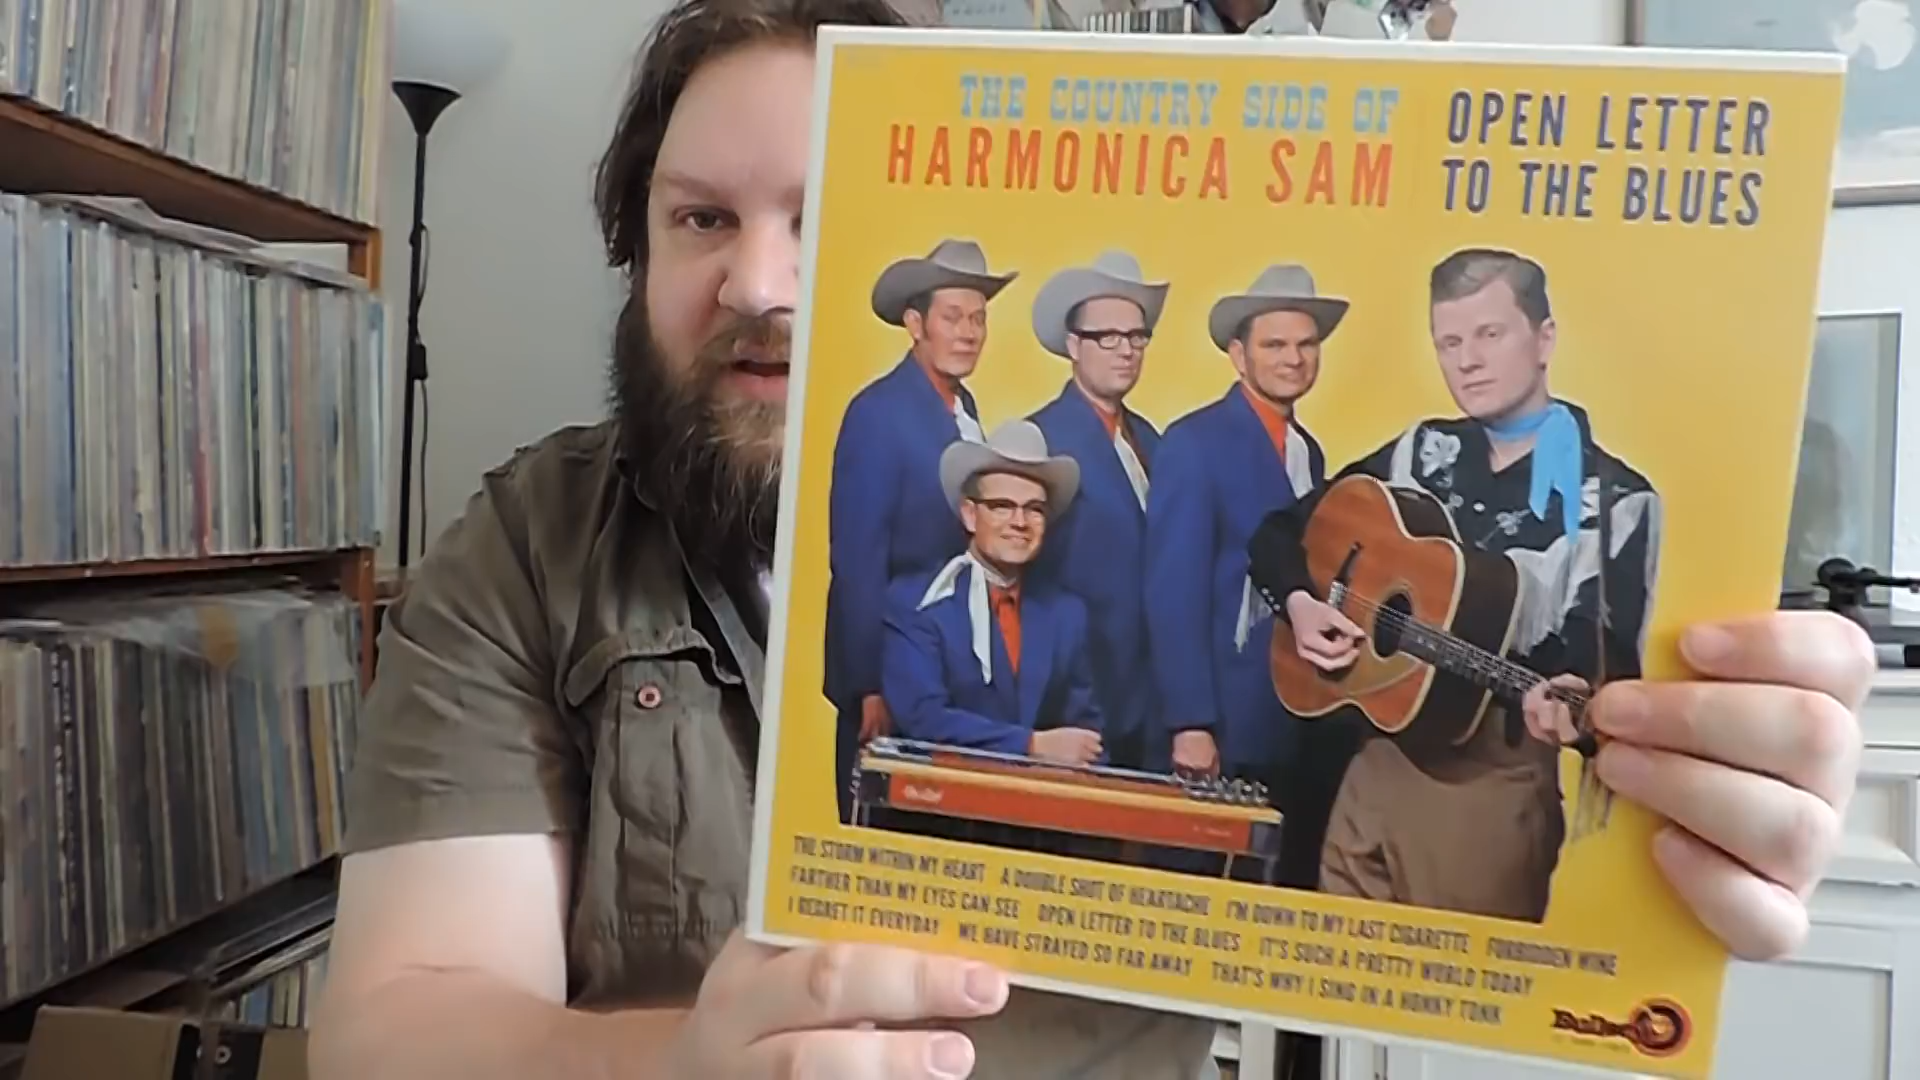 THE COUNTRY SIDE OF
HARMONICA SAM
OPEN LETTER
TO THE BLUES
THE STORM WITHIN MY HEART A DOUBLE SHOT OF HEARTACHE I'M DOWN TO MY LAST CIGARETTE FORBIDDEN WINE
FARTHER THAN MY EYES CAN SEE OPEN LETTER TO THE BLUES IT'S SUCH A PRETTY WORLD TODAY
I REGRET IT EVERYDAY WE HAVE STRAYED SO FAR AWAY THAT'S WHY I SING IN A HONKY TONK